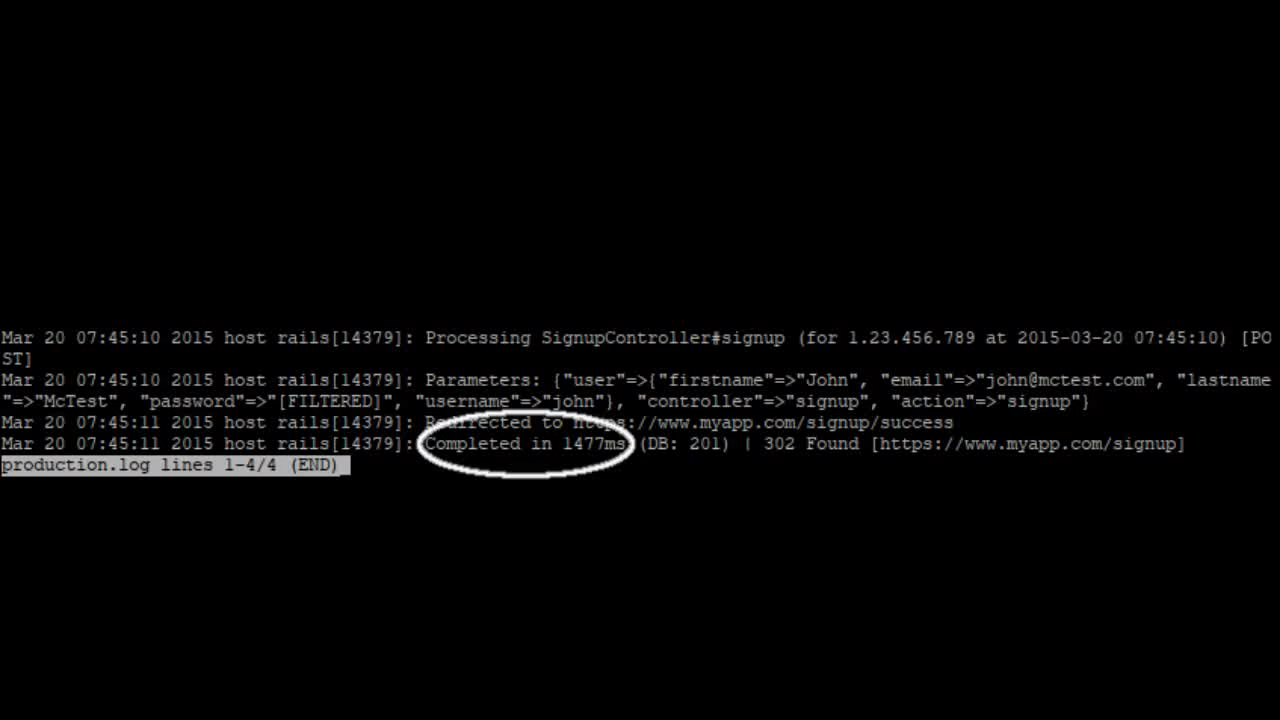 Mar 20 07:45:10 2015 host rails[14379]: Processing SignupController#signup (for 1.23.456.789 at 2015-03-20 07:45:10) [PO
ST]
Mar 20 07:45:10 2015 host rails[14379]: Parameters: {"user"=>{"firstname"=>"John", "email"=>"john@mctest.com", "lastname
"=>"McTest", "password"=>"[FILTERED]", "username"=>"john"}, "controller"=>"signup", "action"=>"signup"}
Mar 20 07:45:11 2015 host rails[14379]: Redirected to https://www.myapp.com/signup/success
Mar 20 07:45:11 2015 host rails[14379]: Completed in 1477ms (DB: 201) | 302 Found [https://www.myapp.com/signup]
production.log lines 1-4/4 (END)